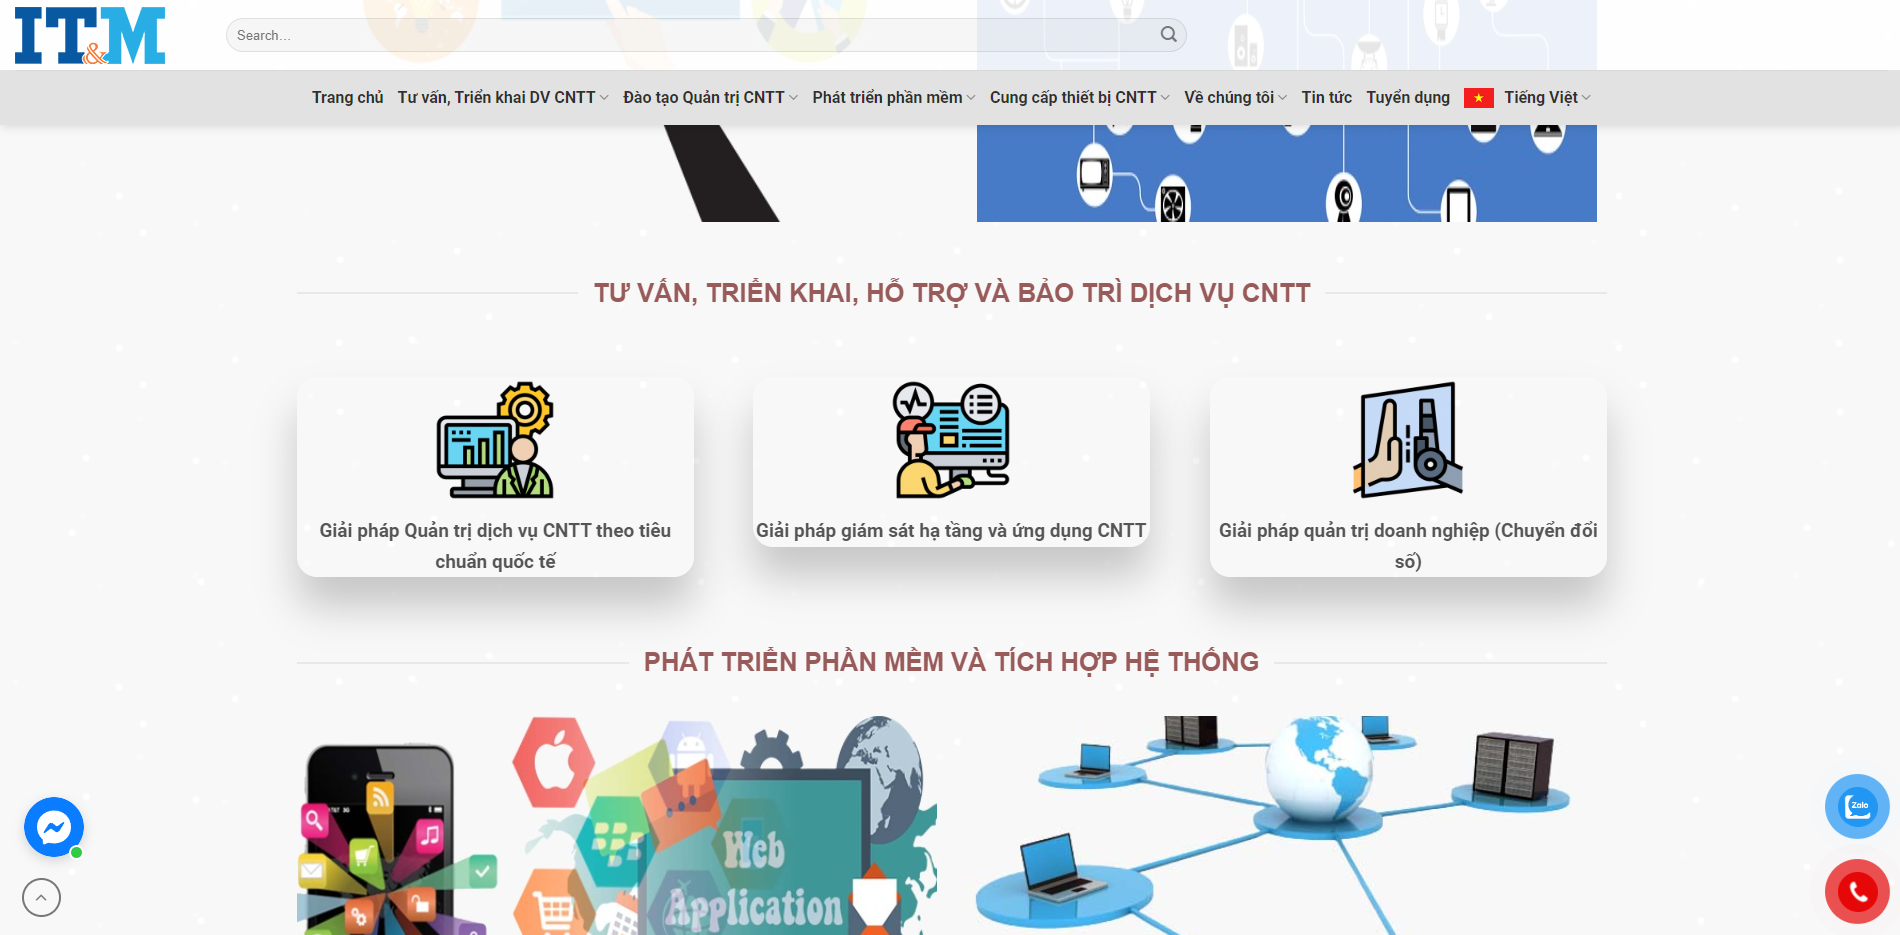 IT&M
Search...
Trang chủ Tư vấn, Triển khai DV CNTT Đào tạo Quản trị CNTT Phát triển phần mềm Cung cấp thiết bị CNTT Về chúng tôi Tin tức Tuyển dụng Tiếng Việt
TƯ VẤN, TRIỂN KHAI, HỖ TRỢ VÀ BẢO TRÌ DỊCH VỤ CNTT
Giải pháp Quản trị dịch vụ CNTT theo tiêu
chuẩn quốc tế
Giải pháp giám sát hạ tầng và ứng dụng CNTT
Giải pháp quản trị doanh nghiệp (Chuyển đổi
số)
PHÁT TRIỂN PHẦN MỀM VÀ TÍCH HỢP HỆ THỐNG
Web
Application
Zalo